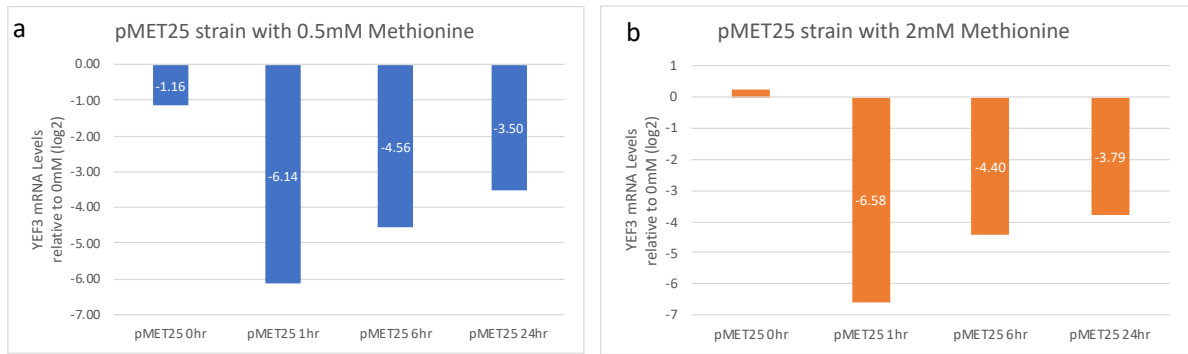 a
pMET25 strain with 0.5mM Methionine
YEF3 mRNA Levels
relative to 0mM (log2)
0.00
-1.00
-2.00
-3.00
-4.00
-5.00
-6.00
-7.00
-1.16
-6.14
-4.56
-3.50
pMET25 0hr
pMET25 1hr
pMET25 6hr
pMET25 24hr
b
pMET25 strain with 2mM Methionine
YEF3 mRNA Levels
relative to 0mM (log2)
1
0
-1
-2
-3
-4
-5
-6
-7
-6.58
-4.40
-3.79
pMET25 0hr
pMET25 1hr
pMET25 6hr
pMET25 24hr